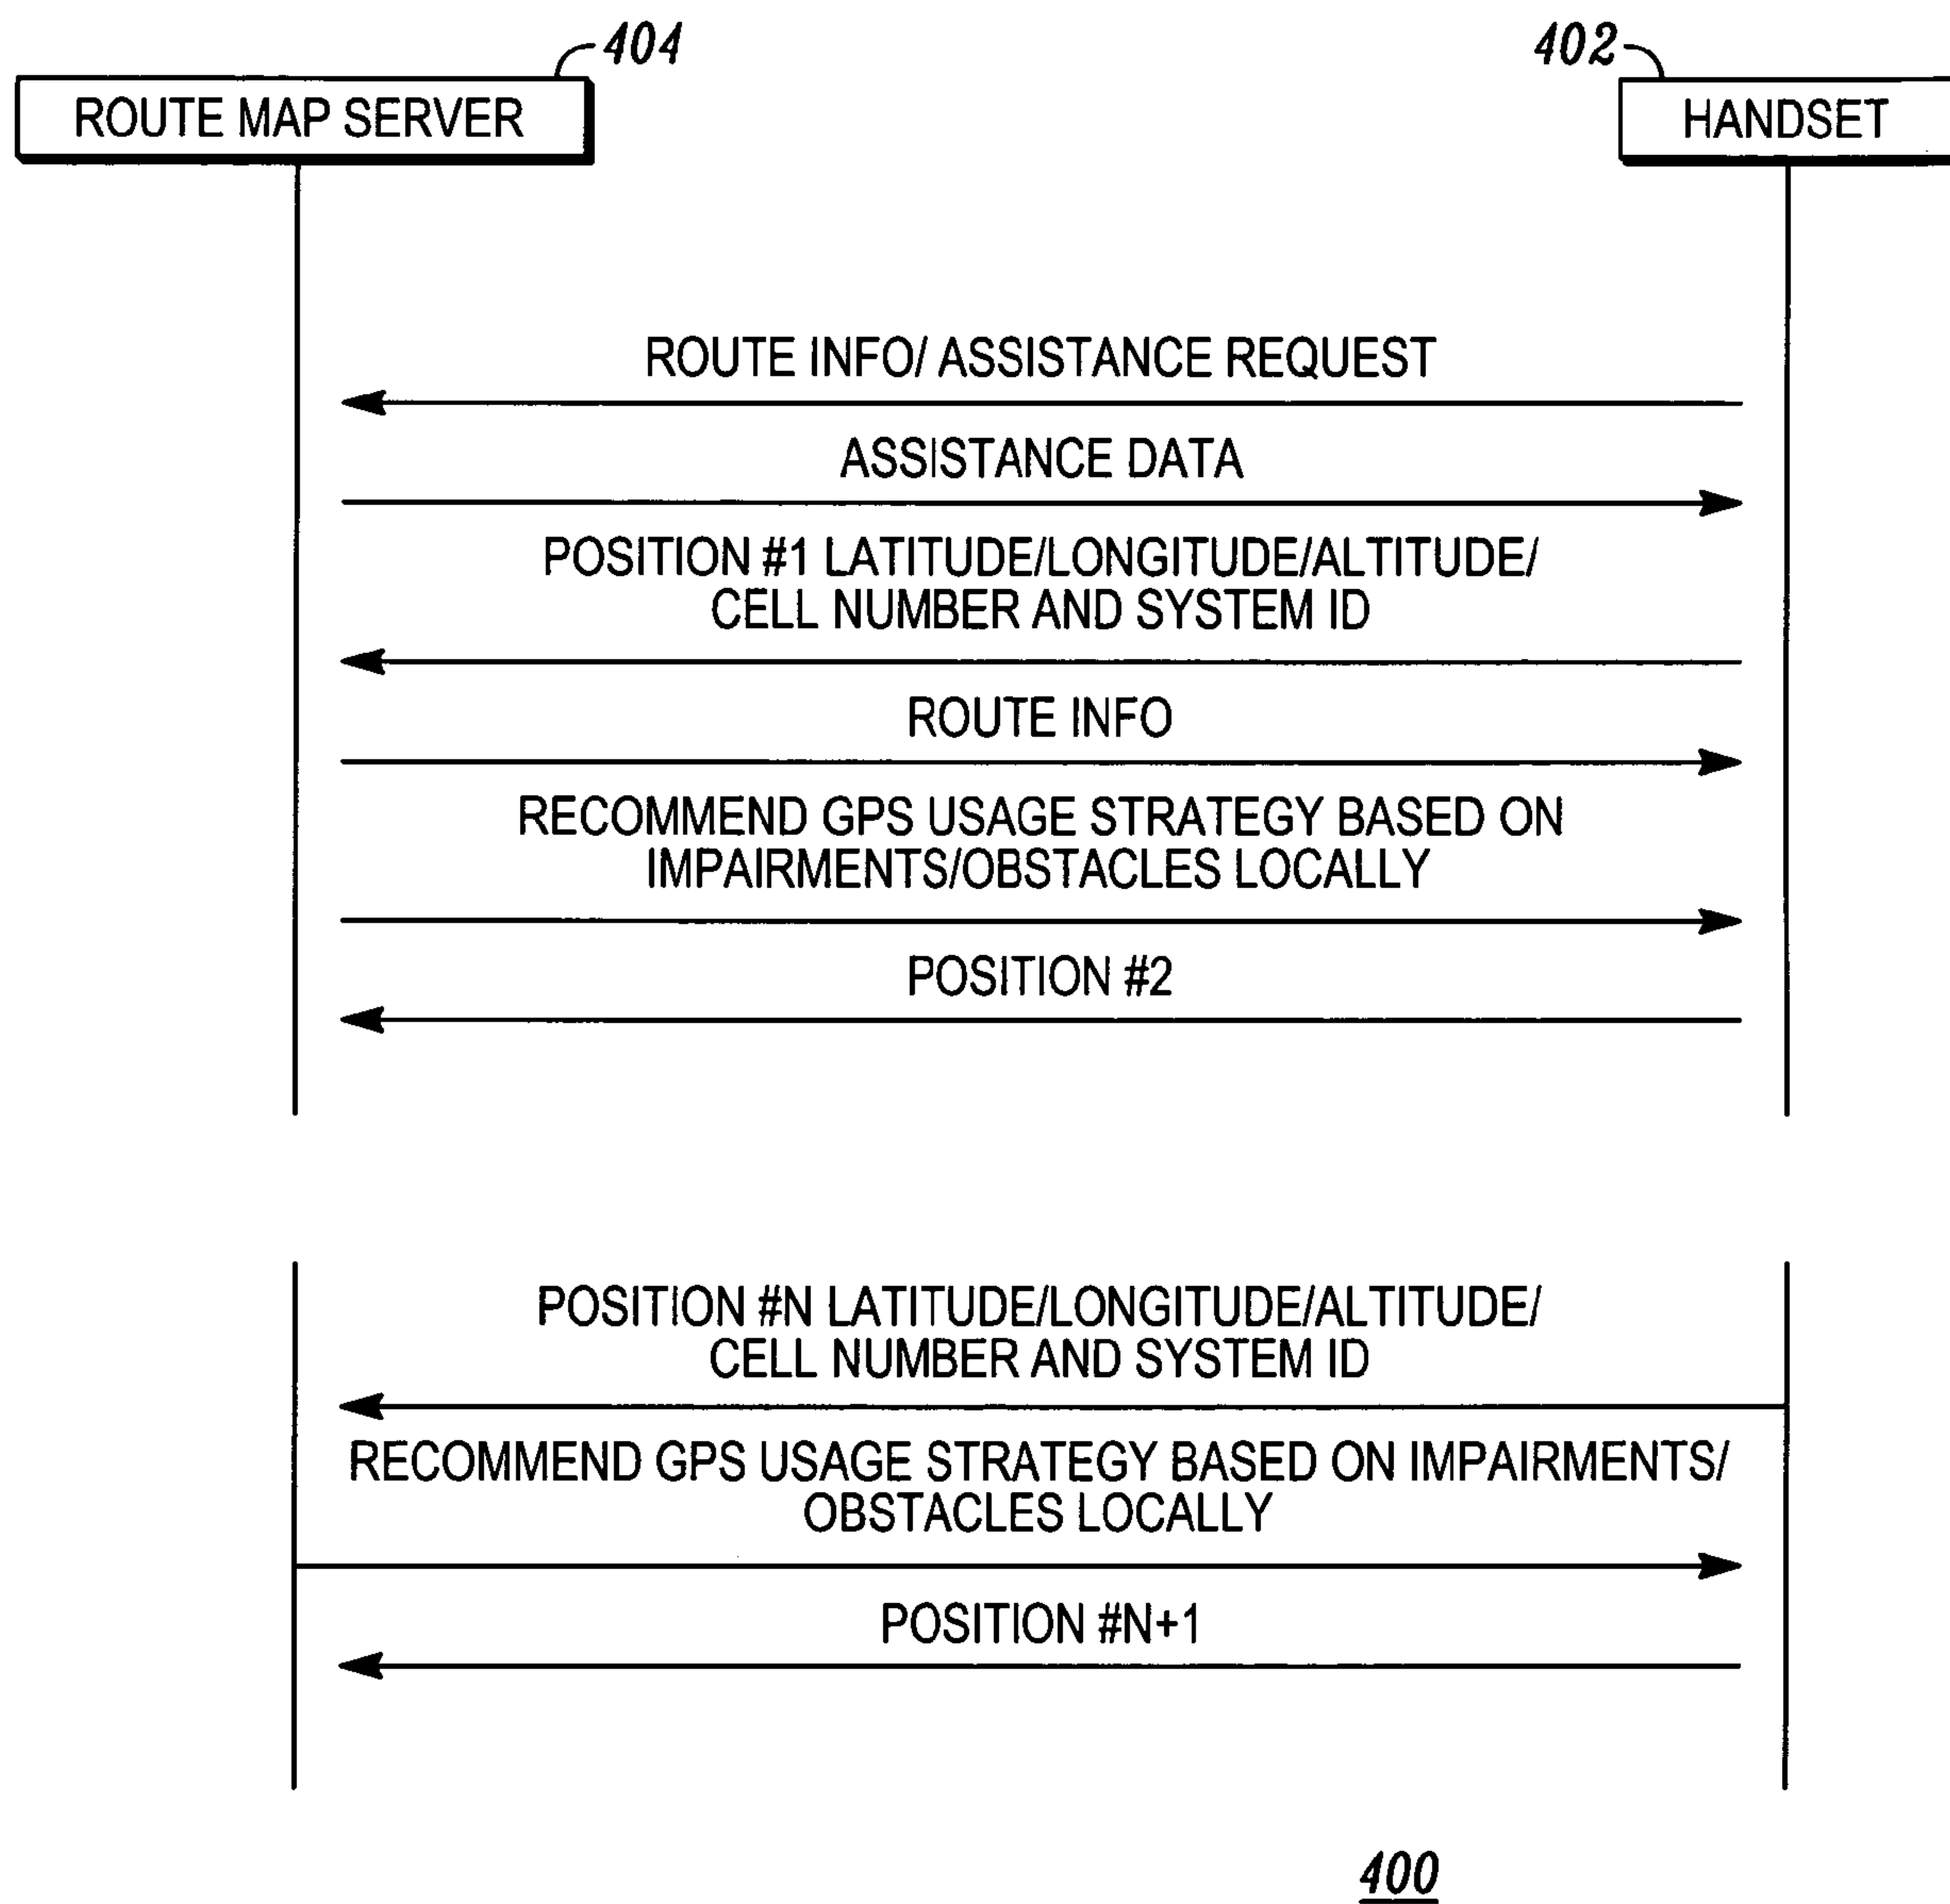 404
402
ROUTE MAP SERVER
HANDSET
ROUTE INFO/ ASSISTANCE REQUEST
ASSISTANCE DATA
POSITION #1 LATITUDE/LONGITUDE/ALTITUDE/
CELL NUMBER AND SYSTEM ID
ROUTE INFO
RECOMMEND GPS USAGE STRATEGY BASED ON
IMPAIRMENTS/OBSTACLES LOCALLY
POSITION #2
POSITION #N LATITUDE/LONGITUDE/ALTITUDE/
CELL NUMBER AND SYSTEM ID
RECOMMEND GPS USAGE STRATEGY BASED ON IMPAIRMENTS/
OBSTACLES LOCALLY
POSITION #N+1
400